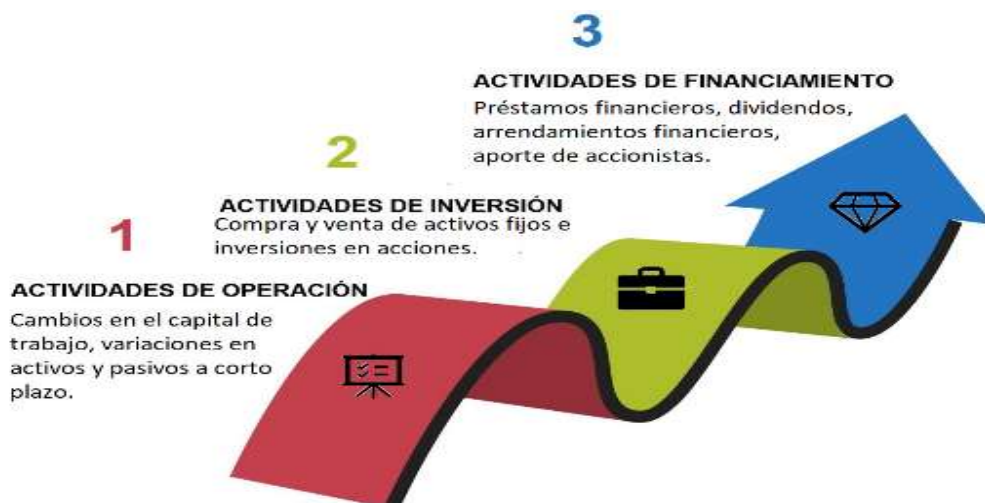 3
ACTIVIDADES DE FINANCIAMIENTO
Préstamos financieros, dividendos,
arrendamientos financieros,
aporte de accionistas.
2
ACTIVIDADES DE INVERSIÓN
Compra y venta de activos fijos e
inversiones en acciones.
1
ACTIVIDADES DE OPERACIÓN
Cambios en el capital de
trabajo, variaciones en
activos y pasivos a corto
plazo.